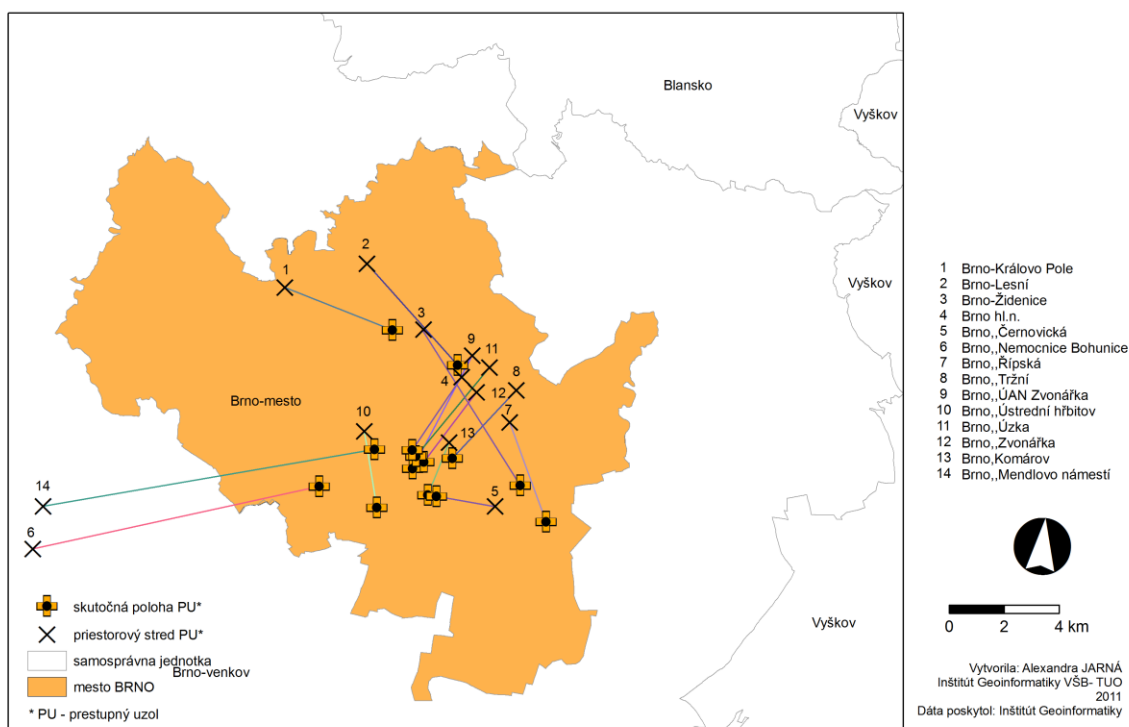 Blansko
Vyškov
Vyškov
Vyškov
Brno-mesto
Brno-venkov
1
2
3
9
11
4
8
12
7
10
13
14
5
6
skutočná poloha PU*
priestorový stred PU*
samosprávna jednotka
mesto BRNO
* PU - prestupný uzol
1 Brno-Královo Pole
2 Brno-Lesní
3 Brno-Židenice
4 Brno hl.n.
5 Brno,,Černovická
6 Brno,,Nemocnice Bohunice
7 Brno,,Řípská
8 Brno,,Tržní
9 Brno,,ÚAN Zvonářka
10 Brno,,Ústrední hřbitov
11 Brno,,Úzka
12 Brno,,Zvonářka
13 Brno,Komárov
14 Brno,,Mendlovo námestí
0 2 4 km
Vytvorila: Alexandra JARNÁ
Inštitút Geoinformatiky VŠB- TUO
2011
Dáta poskytol: Inštitút Geoinformatiky